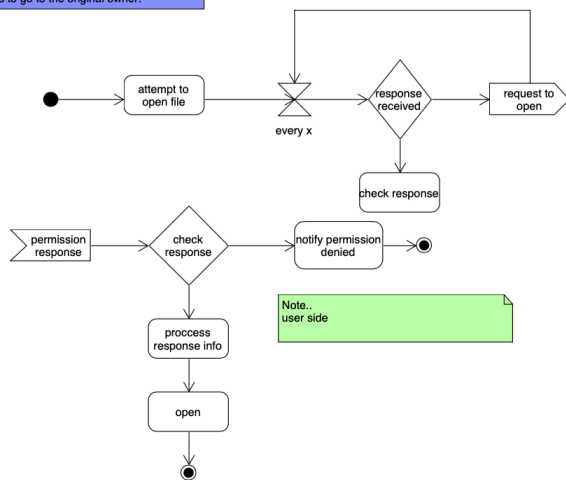 to go to the original owner.
attempt to
open file
every x
response
received
request to
open
check response
permission
response
check
response
notify permission
denied
Note..
user side
proccess
response info
open